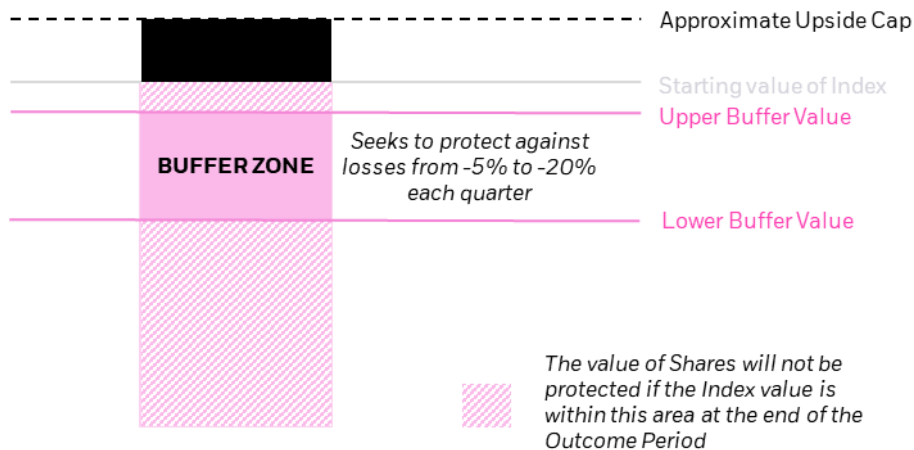 Approximate Upside Cap
Starting value of Index
Upper Buffer Value
BUFFER ZONE
Seeks to protect against
losses from -5% to -20%
each quarter
Lower Buffer Value
The value of Shares will not be
protected if the Index value is
within this area at the end of the
Outcome Period